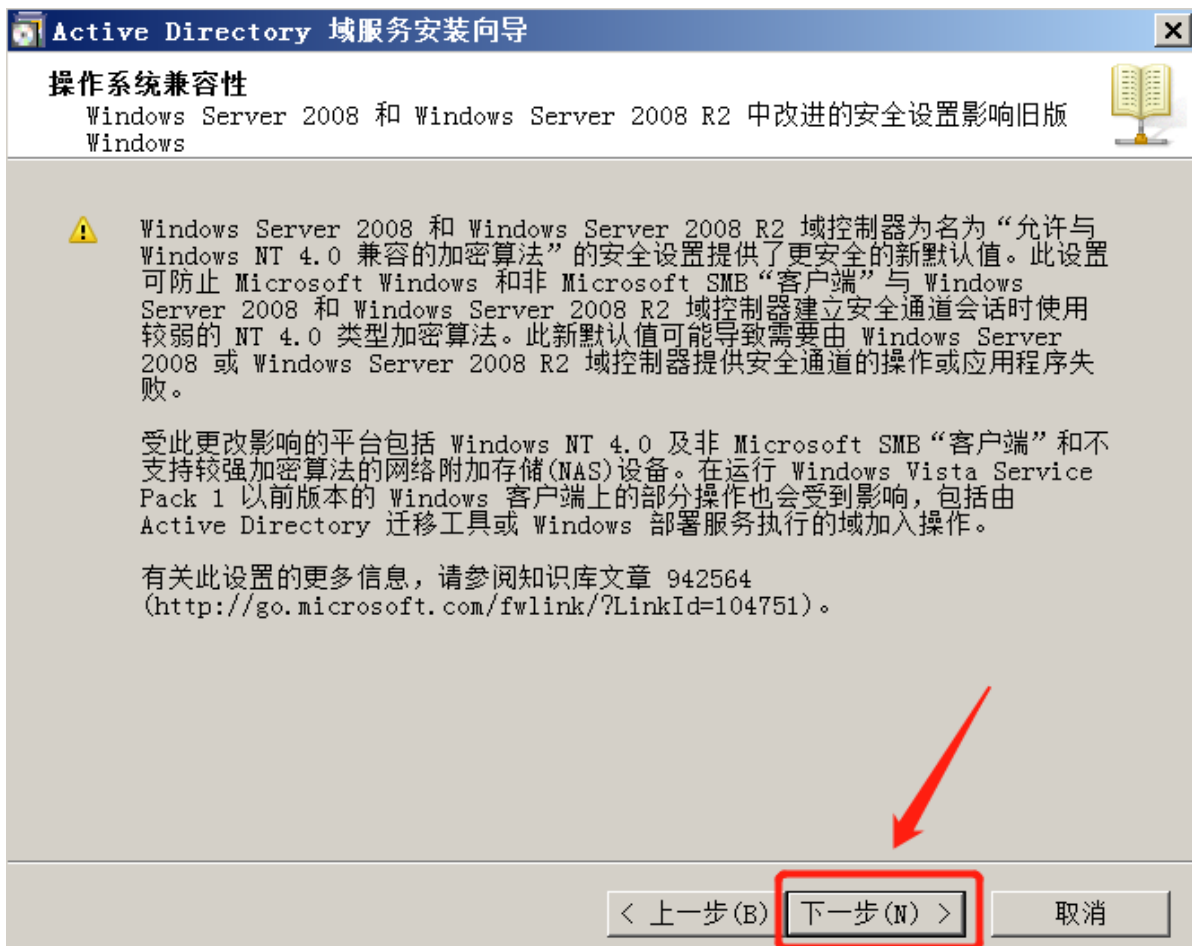 Active Directory 域服务安装向导
操作系统兼容性
Windows Server 2008 和 Windows Server 2008 R2 中改进的安全设置影响旧版
Windows
Windows Server 2008 和 Windows Server 2008 R2 域控制器为名为“允许与
Windows NT 4.0 兼容的加密算法”的安全设置提供了更安全的新默认值。此设置
可防止 Microsoft Windows 和非 Microsoft SMB“客户端”与 Windows
Server 2008 和 Windows Server 2008 R2 域控制器建立安全通道会话时使用
较弱的 NT 4.0 类型加密算法。此新默认值可能导致需要由 Windows Server
2008 或 Windows Server 2008 R2 域控制器提供安全通道的操作或应用程序失
败。
受此更改影响的平台包括 Windows NT 4.0 及非 Microsoft SMB“客户端”和不
支持较强加密算法的网络附加存储(NAS)设备。在运行 Windows Vista Service
Pack 1 以前版本的 Windows 客户端上的部分操作也会受到影响，包括由
Active Directory 迁移工具或 Windows 部署服务执行的域加入操作。
有关此设置的更多信息，请参阅知识库文章 942564
(http://go.microsoft.com/fwlink/?LinkId=104751)。
< 上一步(B) 下一步(N) > 取消